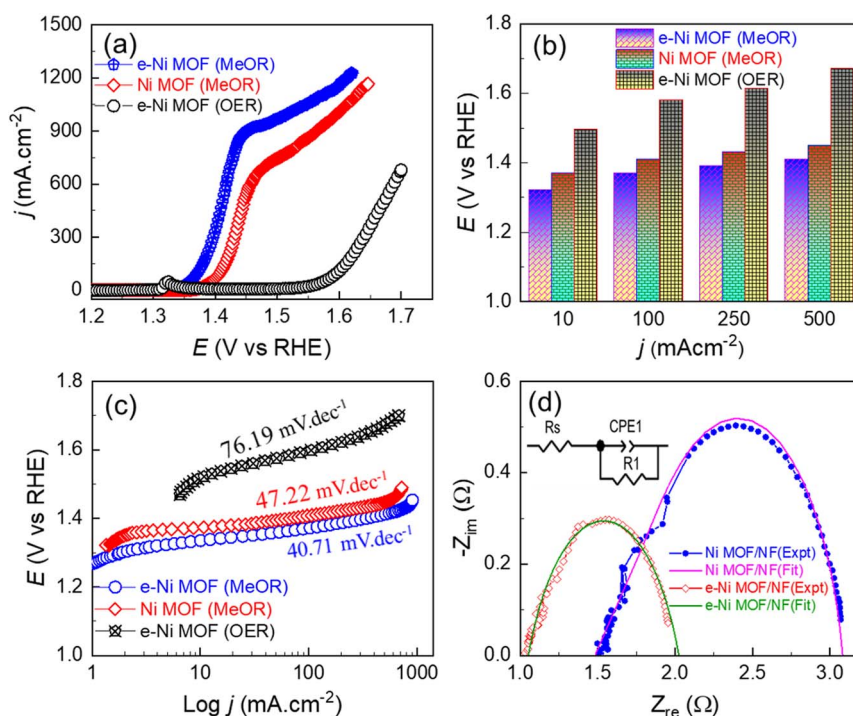 (a)
e-Ni MOF (MeOR)
Ni MOF (MeOR)
e-Ni MOF (OER)
j (mA.cm-2)
1200
900
600
300
0
1.2 1.3 1.4 1.5 1.6 1.7
E (V vs RHE)
(b)
e-Ni MOF (MeOR)
Ni MOF (MeOR)
e-Ni MOF (OER)
E (V vs RHE)
1.8
1.6
1.4
1.2
1.0
10 100 250 500
j (mAcm-2)
(c)
76.19 mV.dec-1
47.22 mV.dec-1
40.71 mV.dec-1
e-Ni MOF (MeOR)
Ni MOF (MeOR)
e-Ni MOF (OER)
E (V vs RHE)
1.8
1.6
1.4
1.2
1.0
1 10 100 1000
Log j (mA.cm-2)
(d)
Rs CPE1
R1
Ni MOF/NF(Expt)
Ni MOF/NF(Fit)
e-Ni MOF/NF(Expt)
e-Ni MOF/NF(Fit)
-Zim (Ω)
0.6
0.4
0.2
0.0
1.0 1.5 2.0 2.5 3.0
Zre (Ω)